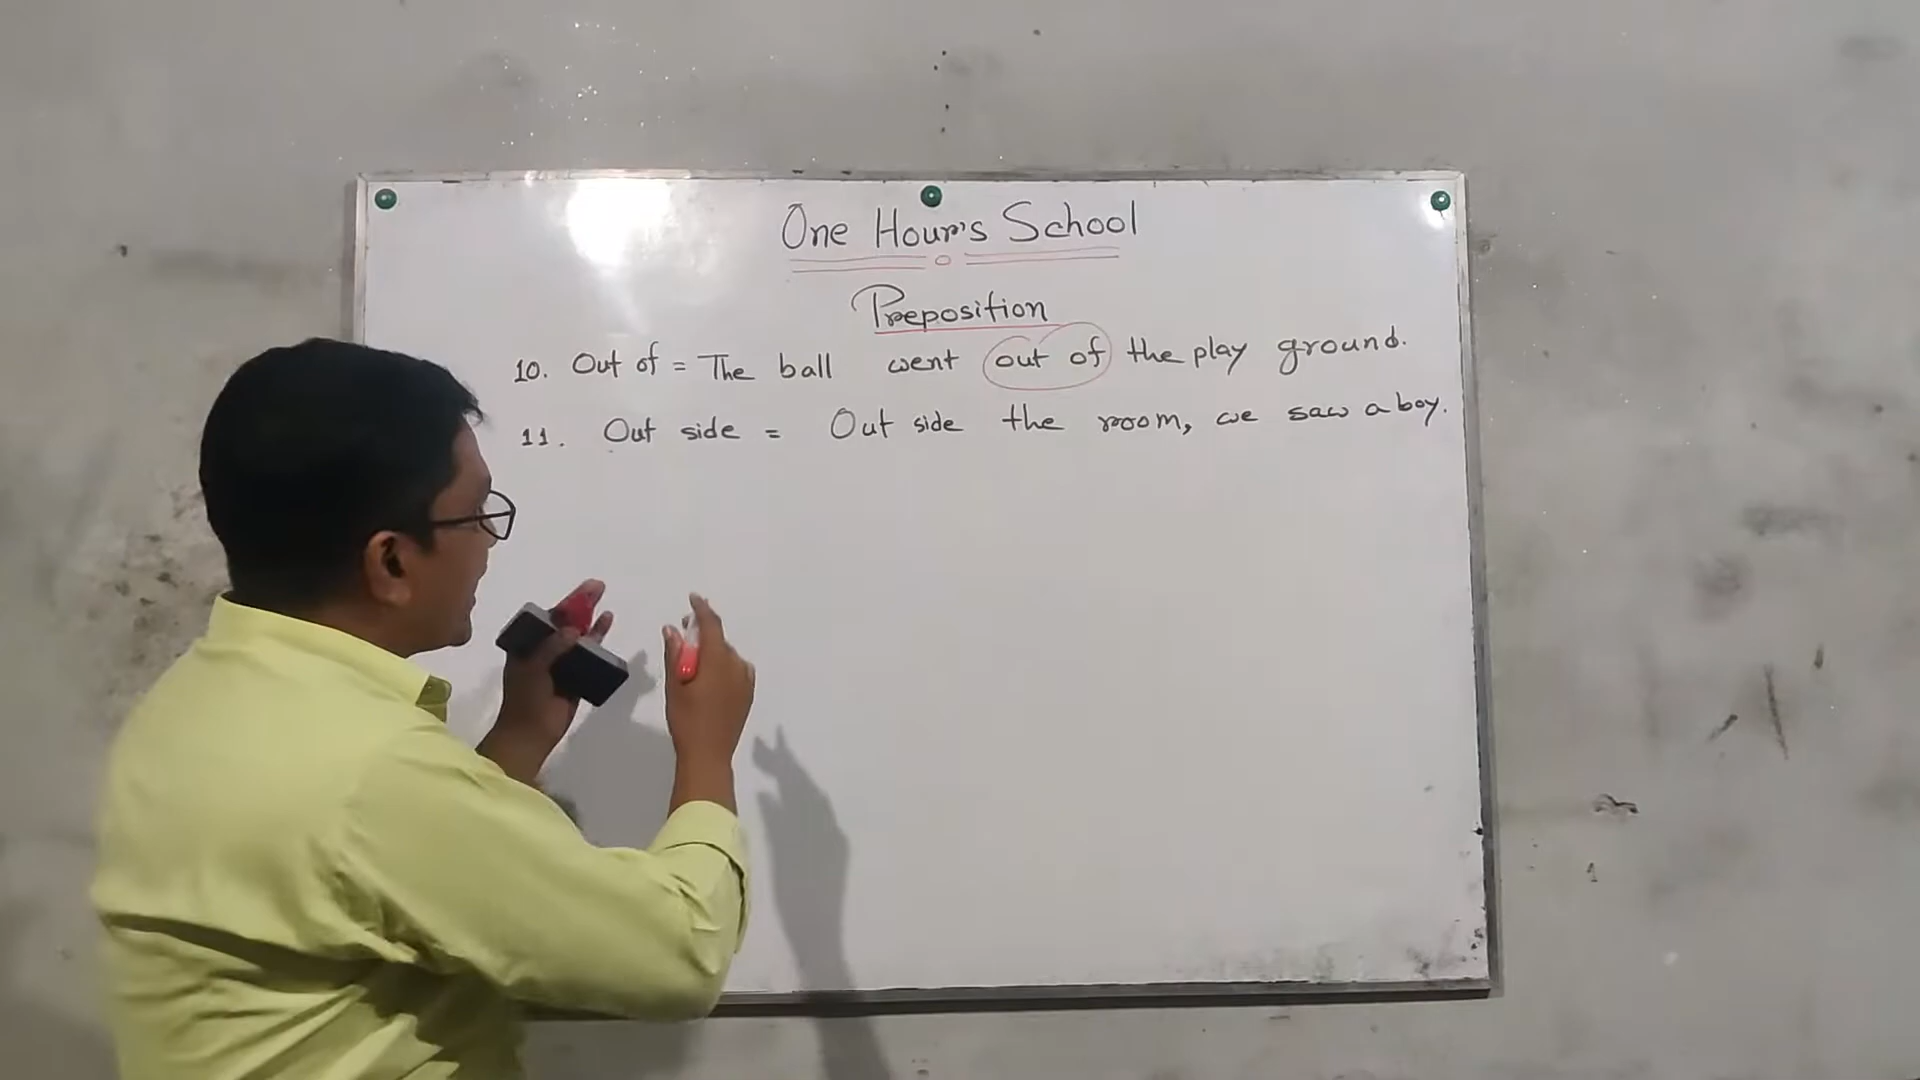 One Hour's School
Preposition
10. Out of = The ball went out of the play ground.
11. Out side = Out side the room, we saw a boy.